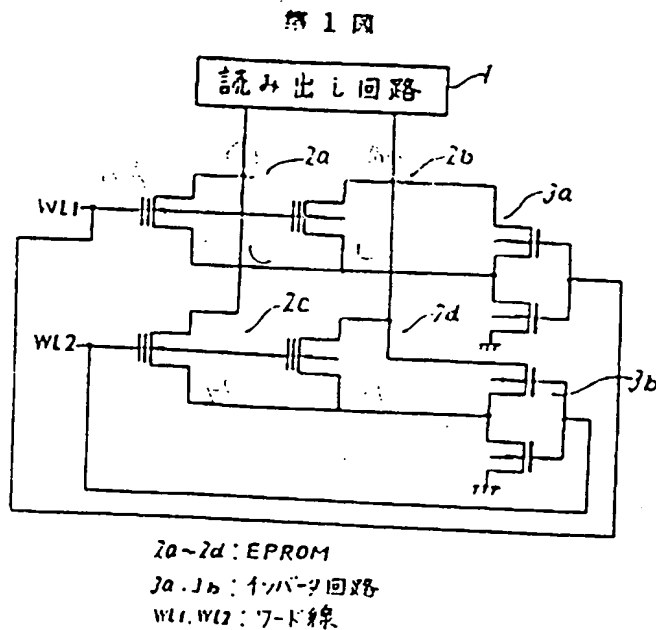 第1図
読み出し回路
1
2a
2b
3a
WL1
2c
2d
WL2
3b
2a~2d:EPROM
3a.3b:インバータ回路
WL1.WL2:ワード線